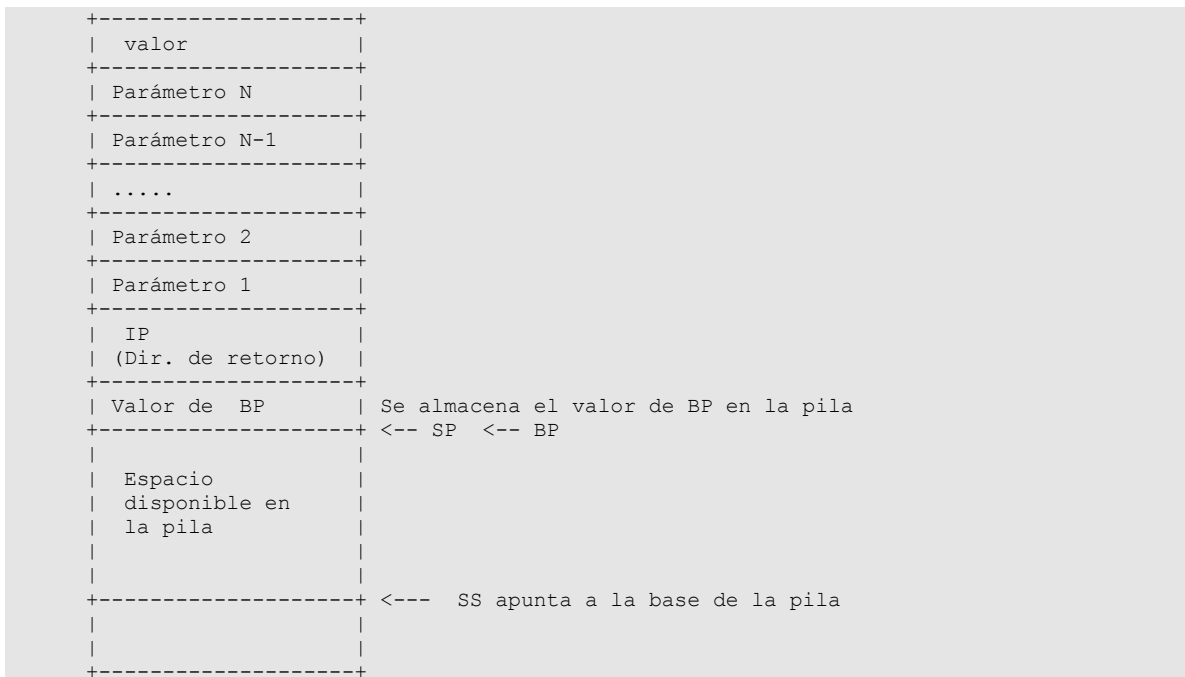 +--------------------+
|  valor             |
+--------------------+
| Parámetro N        |
+--------------------+
| Parámetro N-1      |
+--------------------+
| .....              |
+--------------------+
| Parámetro 2        |
+--------------------+
| Parámetro 1        |
+--------------------+
|  IP                |
| (Dir. de retorno)  |
+--------------------+
| Valor de  BP       | Se almacena el valor de BP en la pila
+--------------------+ <-- SP  <-- BP
|                    |
|  Espacio           |
|  disponible en     |
|  la pila           |
|                    |
|                    |
+--------------------+ <---  SS apunta a la base de la pila
|                    |
|                    |
+--------------------+